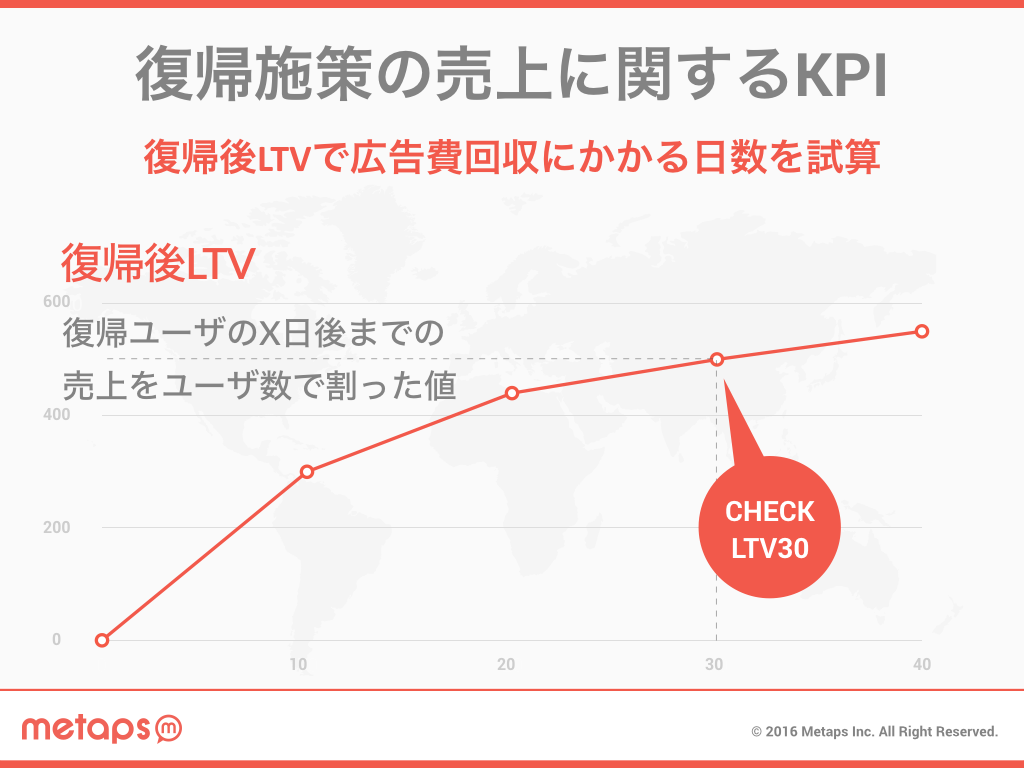 復帰施策の売上に関するKPI
復帰後LTVで広告費回収にかかる日数を試算
復帰後LTV
600
復帰ユーザのX日後までの
売上をユーザ数で割った値
400
CHECK
LTV30
200
0
10
20
30
40
metaps m
© 2016 Metaps Inc. All Right Reserved.